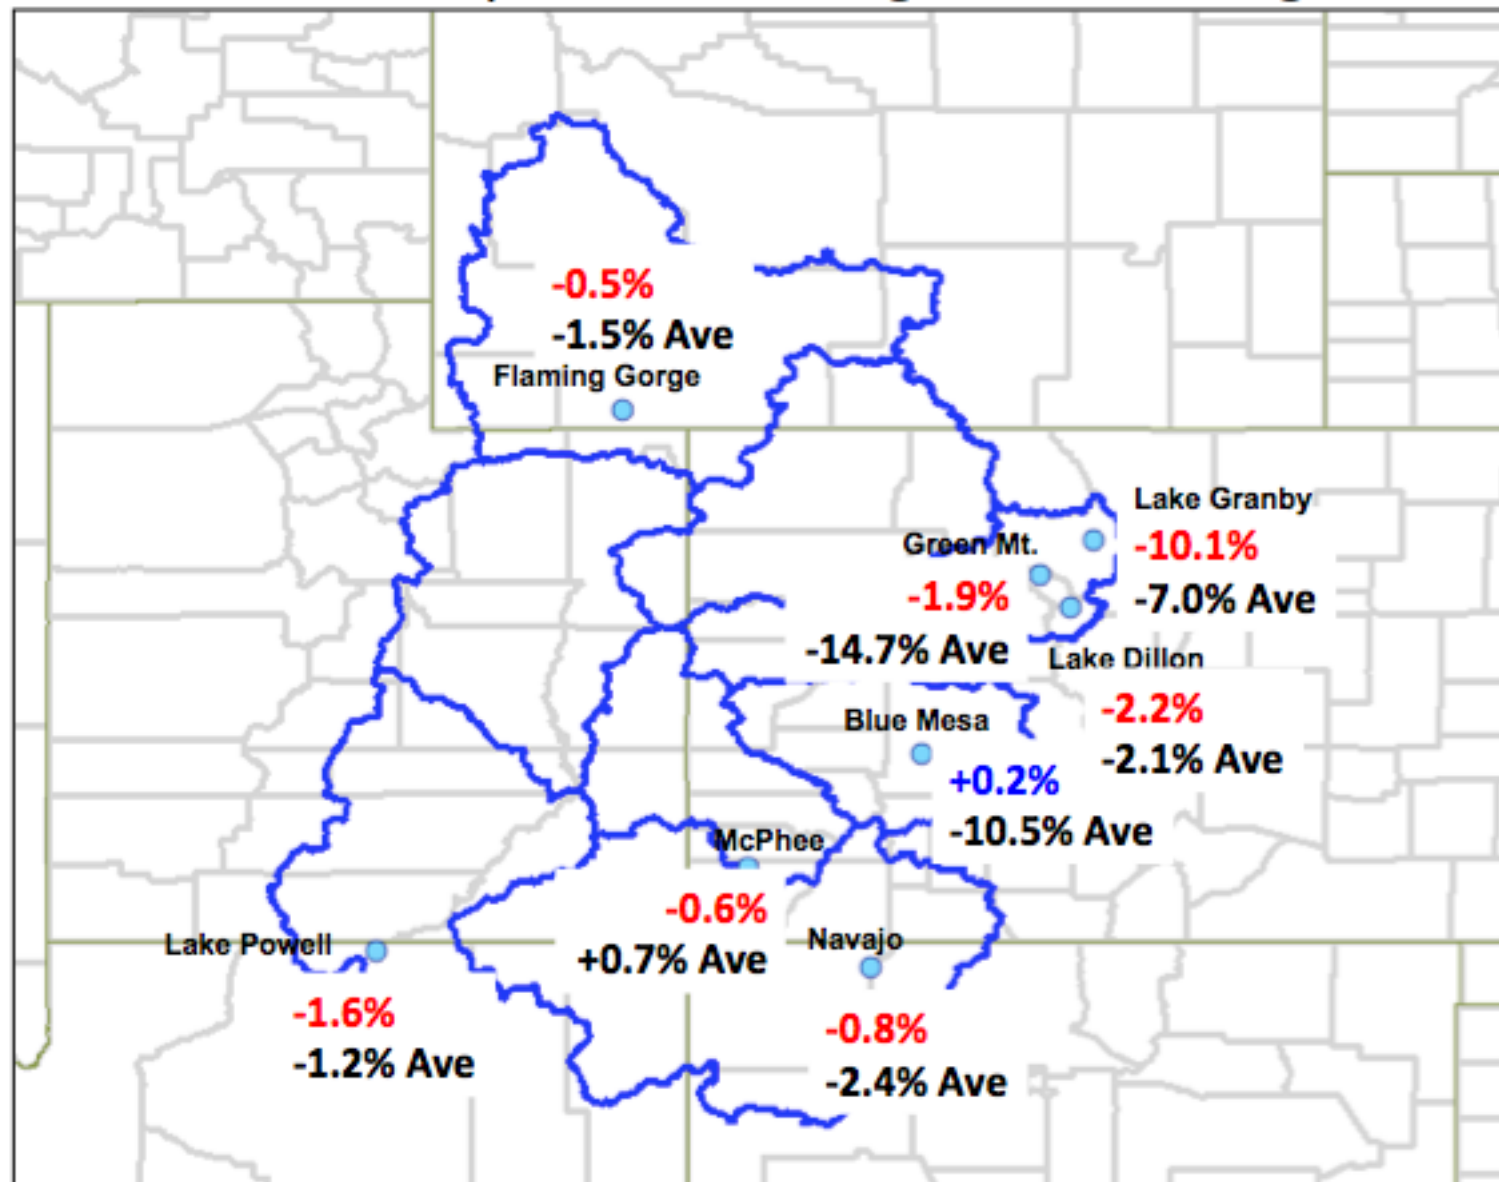 -0.5%
-1.5% Ave
Flaming Gorge
Lake Granby
-10.1%
-7.0% Ave
Green Mt.
-1.9%
-14.7% Ave
Lake Dillon
-2.2%
-2.1% Ave
Blue Mesa
+0.2%
-10.5% Ave
McPhee
-0.6%
+0.7% Ave
Navajo
-0.8%
-2.4% Ave
Lake Powell
-1.6%
-1.2% Ave